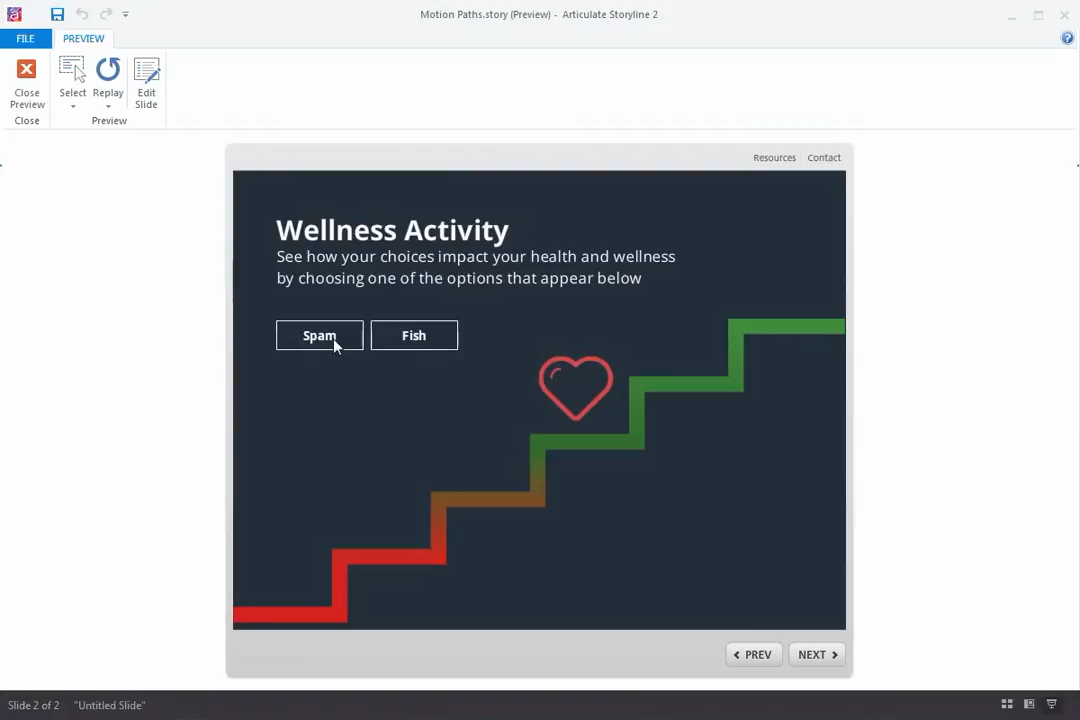 Motion Paths.story (Preview) - Articulate Storyline 2
FILE
PREVIEW
Close Preview
Select
Replay
Edit Slide
Close
Preview
Resources
Contact
Wellness Activity
See how your choices impact your health and wellness
by choosing one of the options that appear below
Spam
Fish
PREV
NEXT
Slide 2 of 2
"Untitled Slide"